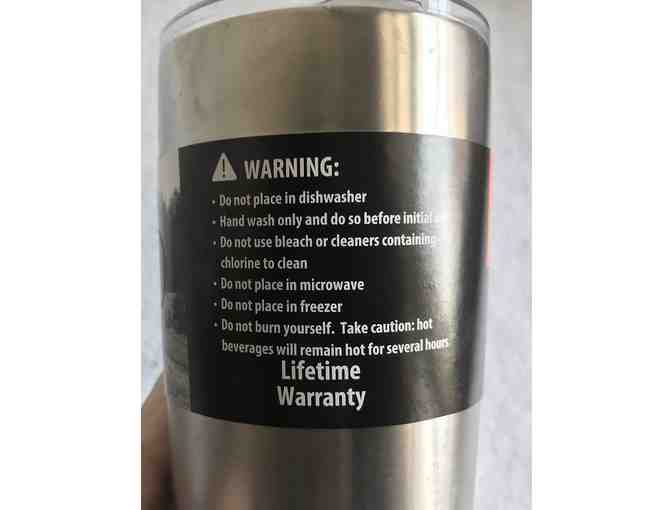 WARNING:
• Do not place in dishwasher
• Hand wash only and do so before initial
• Do not use bleach or cleaners containing
chlorine to clean
• Do not place in microwave
• Do not place in freezer
• Do not burn yourself. Take caution: hot
beverages will remain hot for several hours
Lifetime
Warranty